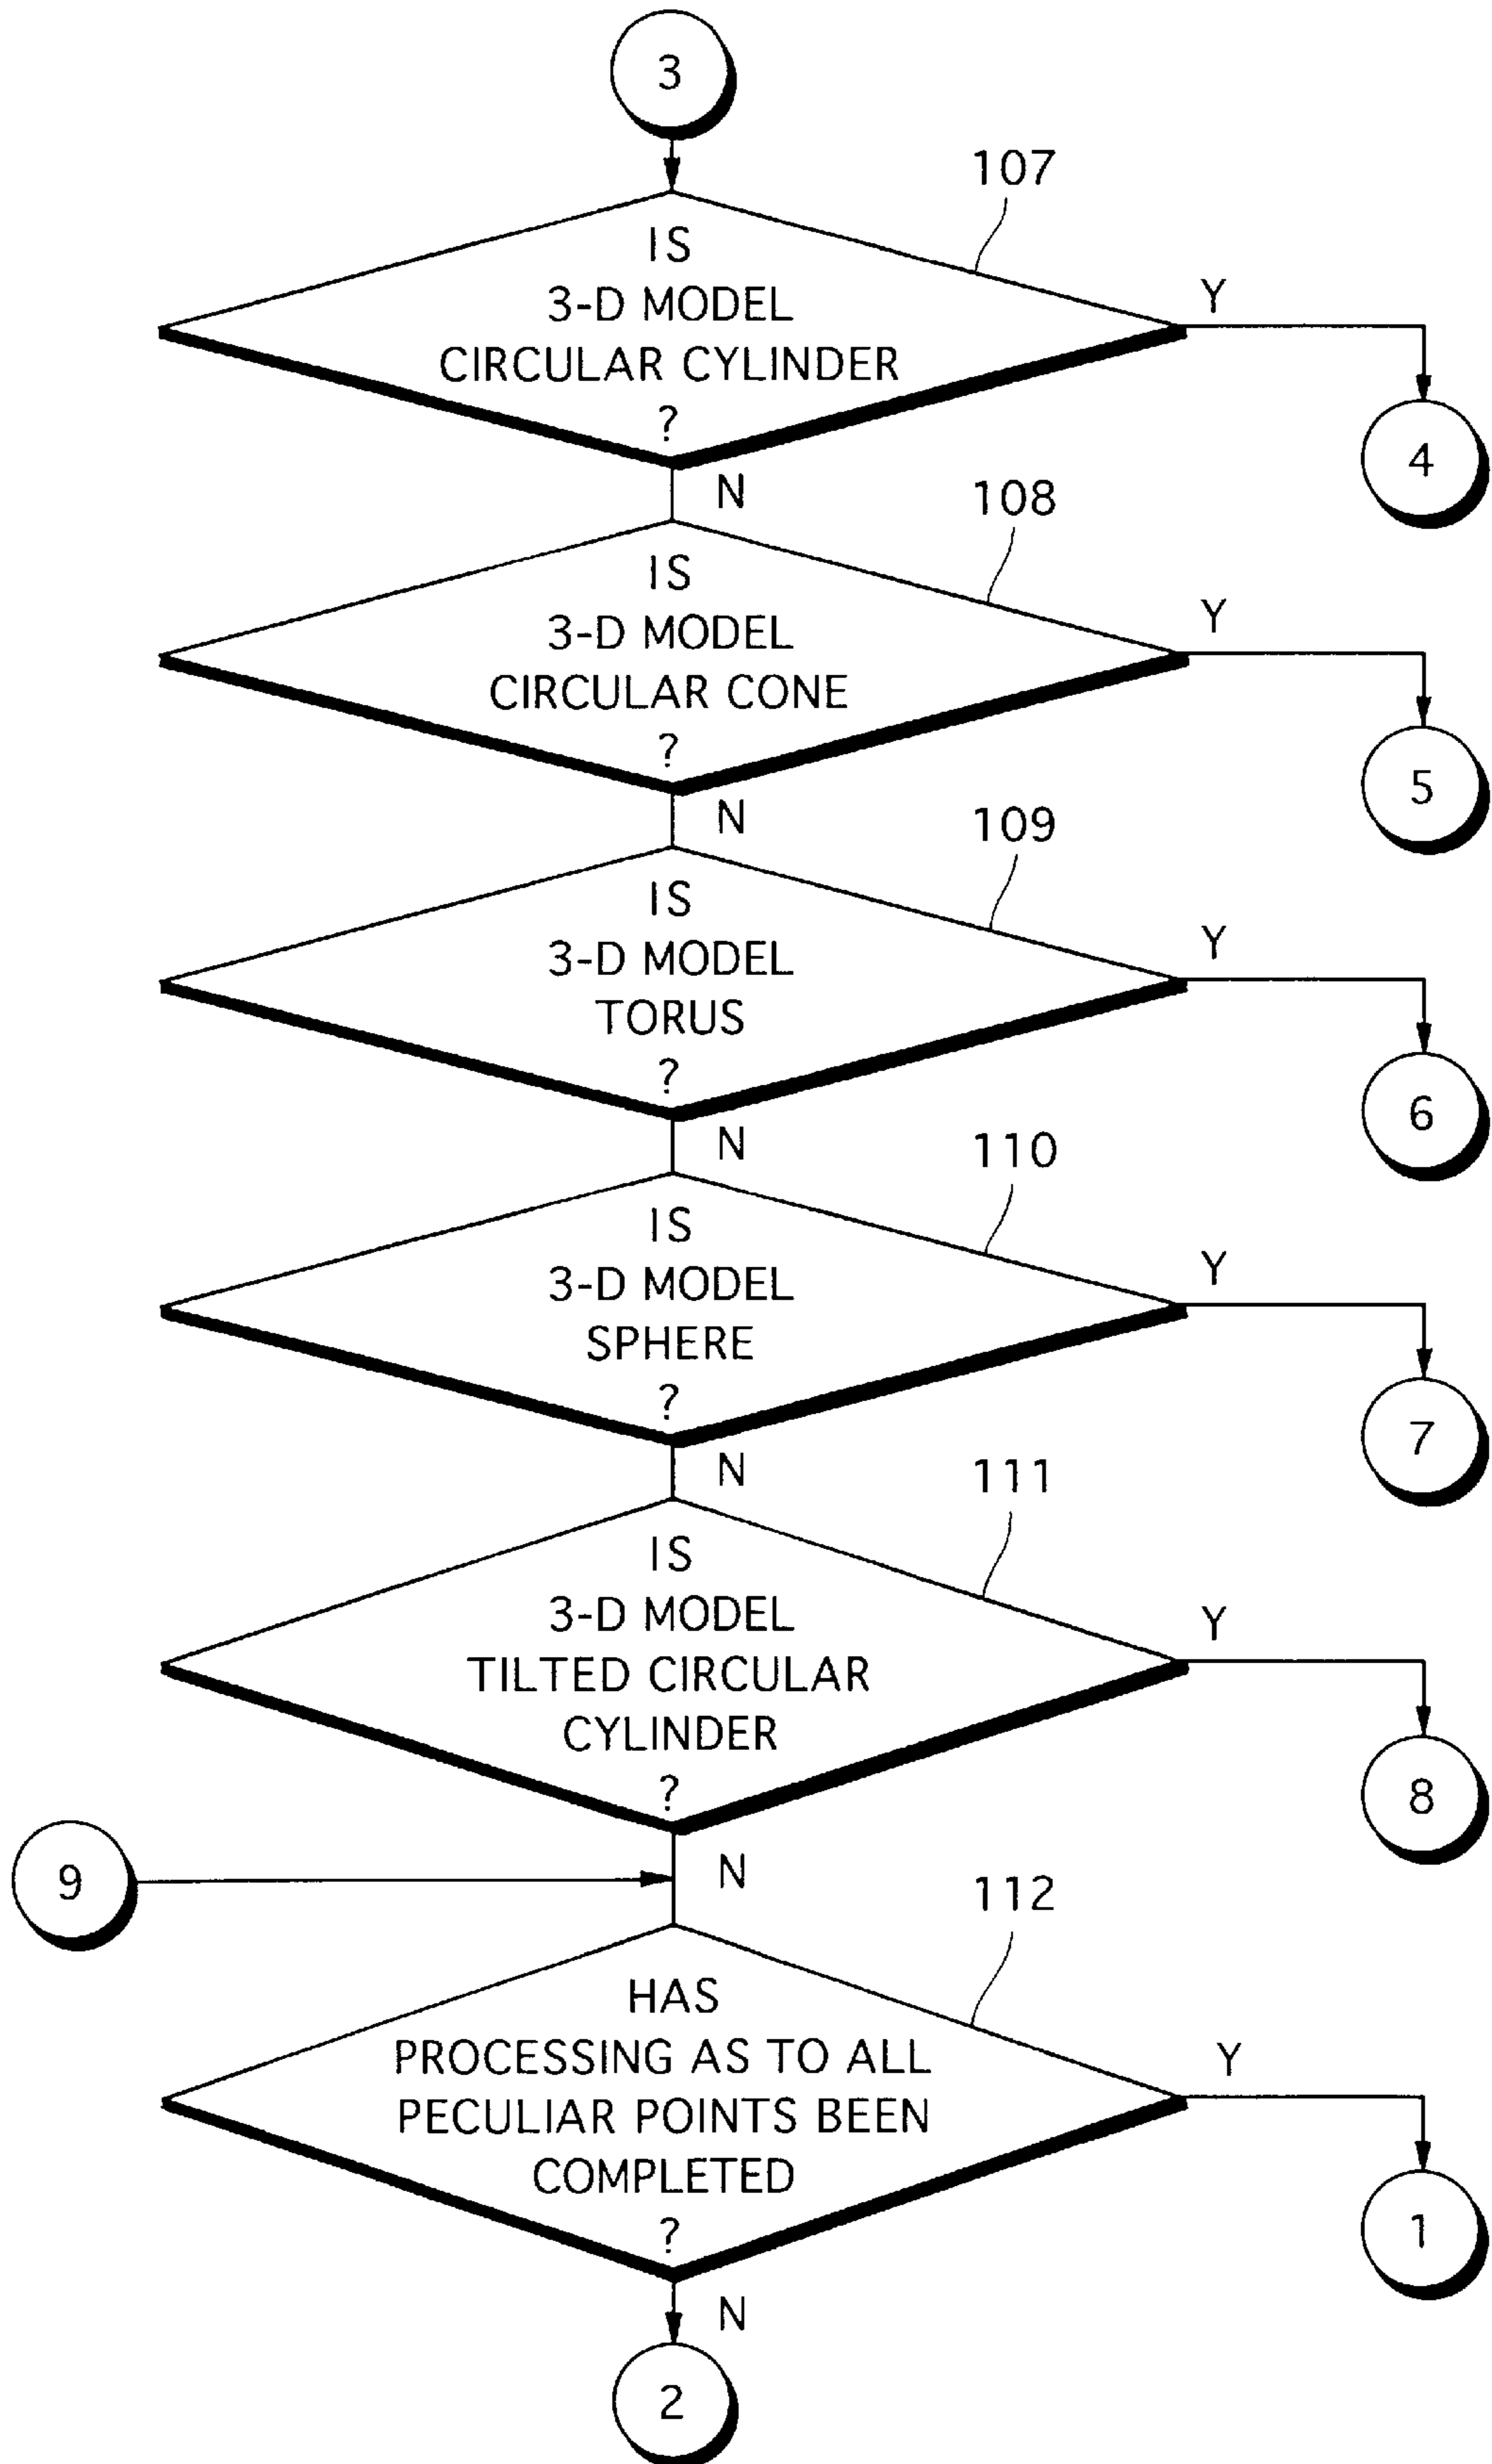 3
107
IS
3-D MODEL
CIRCULAR CYLINDER
?
Y
4
N
108
IS
3-D MODEL
CIRCULAR CONE
?
Y
5
N
109
IS
3-D MODEL
TORUS
?
Y
6
N
110
IS
3-D MODEL
SPHERE
?
Y
7
N
111
IS
3-D MODEL
TILTED CIRCULAR
CYLINDER
?
Y
8
9
N
112
HAS
PROCESSING AS TO ALL
PECULIAR POINTS BEEN
COMPLETED
?
Y
1
N
2